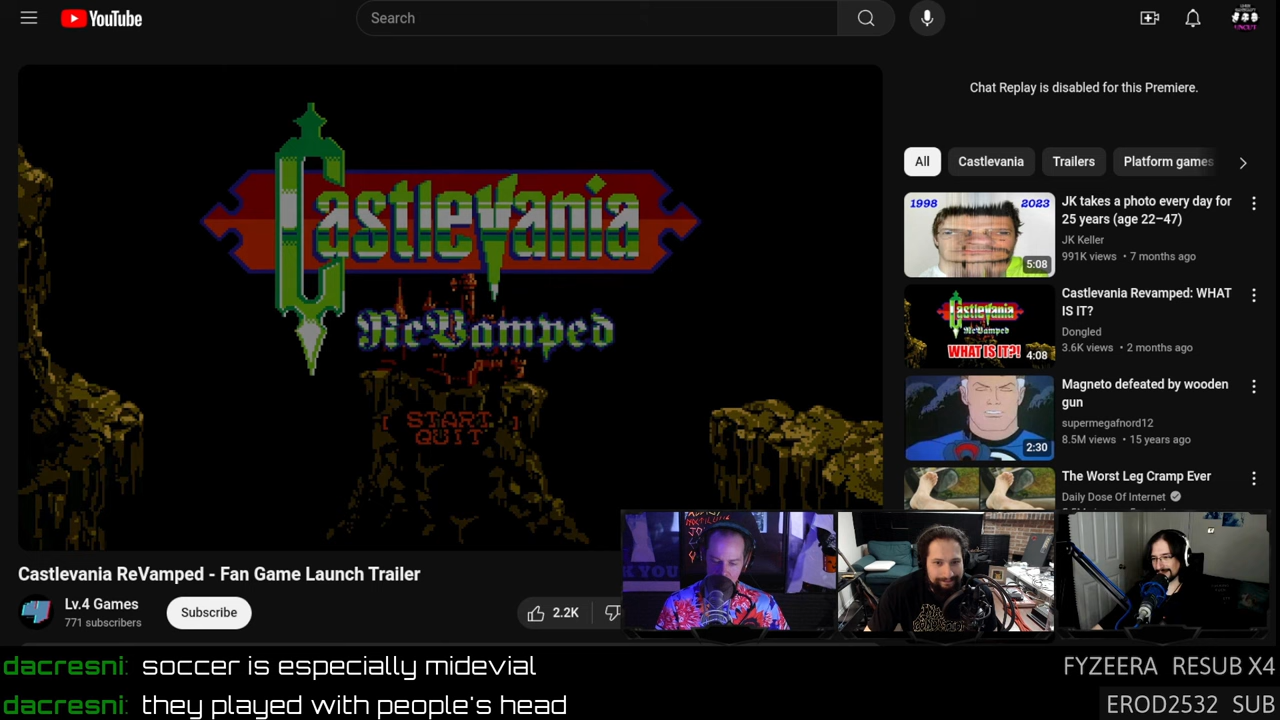 YouTube
Search
Castlevania
ReVamped
[ START ]
QUIT
Chat Replay is disabled for this Premiere.
All
Castlevania
Trailers
Platform games
1998
2023
5:08
JK takes a photo every day for
25 years (age 22–47)
JK Keller
991K views • 7 months ago
Castlevania
ReVamped
WHAT IS IT?!
4:08
Castlevania Revamped: WHAT
IS IT?
Dongled
3.6K views • 2 months ago
2:30
Magneto defeated by wooden
gun
supermegafnord12
8.5M views • 15 years ago
The Worst Leg Cramp Ever
Daily Dose Of Internet
Castlevania ReVamped - Fan Game Launch Trailer
Lv.4 Games
771 subscribers
Subscribe
2.2K
dacresni: soccer is especially midevial
dacresni: they played with people's head
FYZEERA RESUB X4
EROD2532 SUB